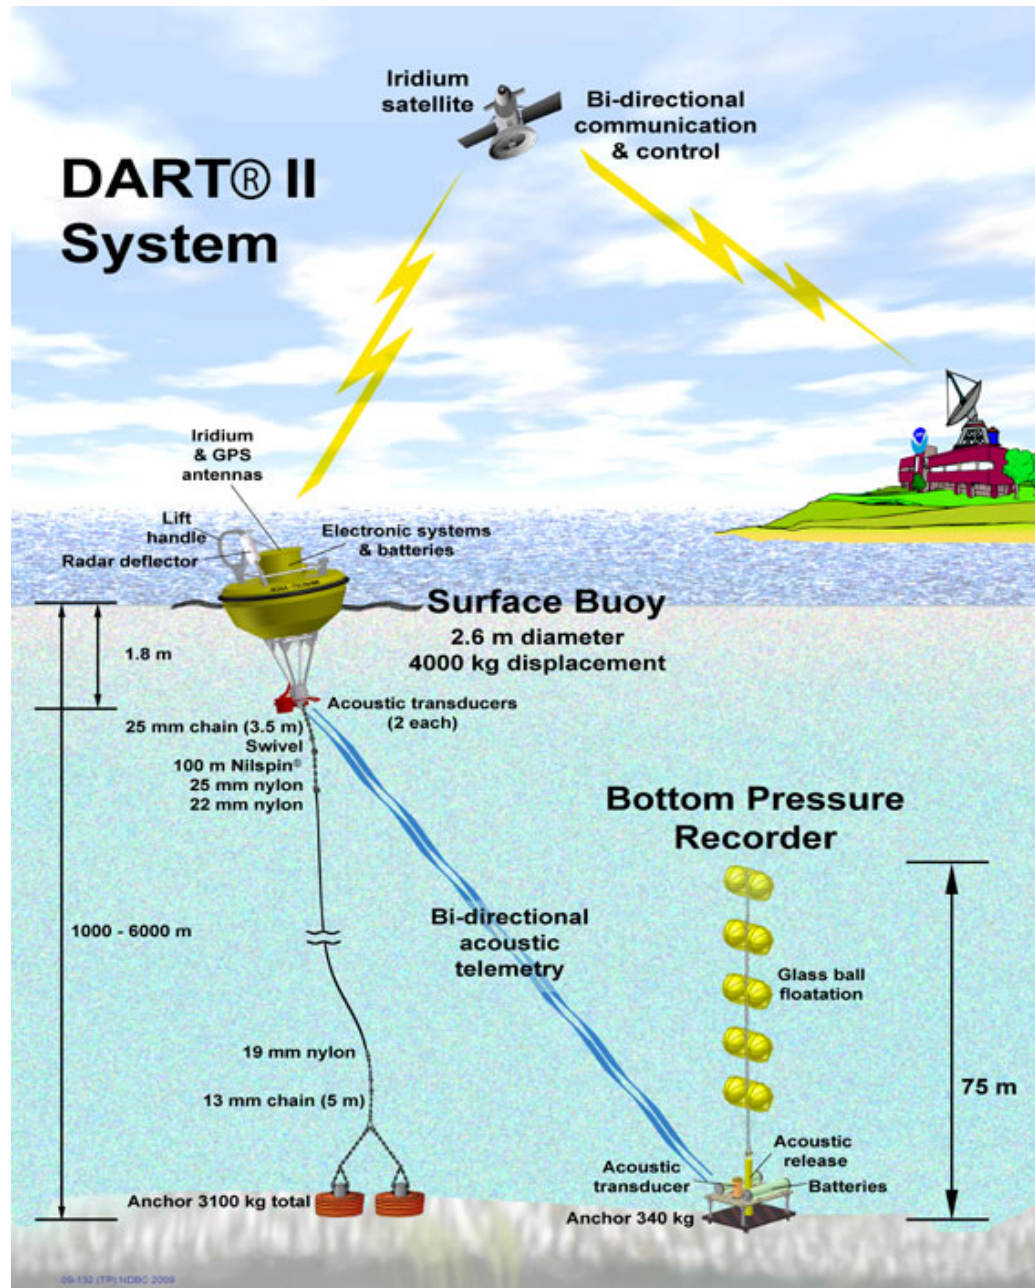 Iridium
satellite
Bi-directional
communication
& control
DART® II
System
Iridium
& GPS
antennas
Lift
handle
Radar deflector
Electronic systems
& batteries
Surface Buoy
2.6 m diameter
4000 kg displacement
1.8 m
Acoustic transducers
(2 each)
25 mm chain (3.5 m)
Swivel
100 m Nilspin®
25 mm nylon
22 mm nylon
Bottom Pressure
Recorder
1000 - 6000 m
Bi-directional
acoustic
telemetry
Glass ball
floatation
19 mm nylon
13 mm chain (5 m)
75 m
Acoustic
release
Acoustic
transducer
Batteries
Anchor 3100 kg total
Anchor 340 kg
09-132 (TP) NDBC 2009